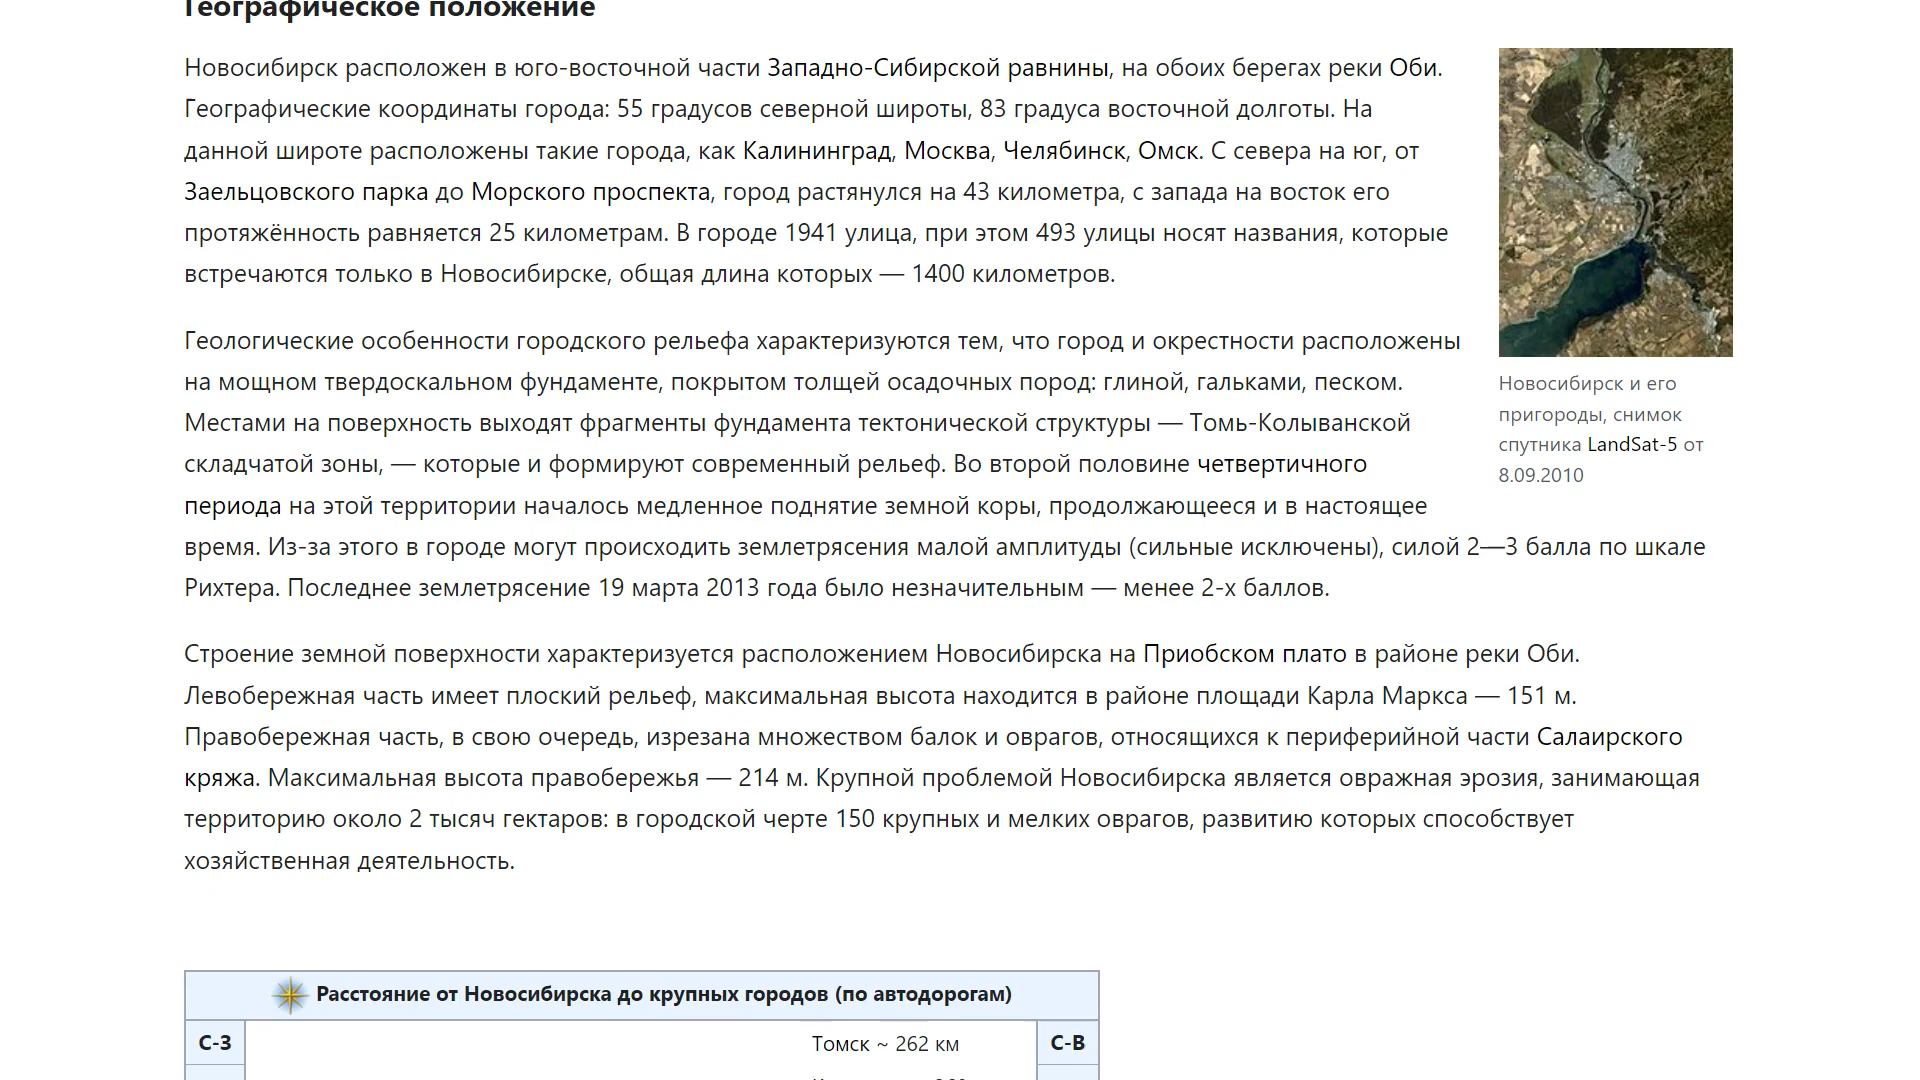 Географическое положение
Новосибирск расположен в юго-восточной части Западно-Сибирской равнины, на обоих берегах реки Оби.
Географические координаты города: 55 градусов северной широты, 83 градуса восточной долготы. На
данной широте расположены такие города, как Калининград, Москва, Челябинск, Омск. С севера на юг, от
Заельцовского парка до Морского проспекта, город растянулся на 43 километра, с запада на восток его
протяжённость равняется 25 километрам. В городе 1941 улица, при этом 493 улицы носят названия, которые
встречаются только в Новосибирске, общая длина которых — 1400 километров.
Геологические особенности городского рельефа характеризуются тем, что город и окрестности расположены
на мощном твердоскальном фундаменте, покрытом толщей осадочных пород: глиной, гальками, песком.
Местами на поверхность выходят фрагменты фундамента тектонической структуры — Томь-Колыванской
складчатой зоны, — которые и формируют современный рельеф. Во второй половине четвертичного
периода на этой территории началось медленное поднятие земной коры, продолжающееся и в настоящее
время. Из-за этого в городе могут происходить землетрясения малой амплитуды (сильные исключены), силой 2—3 балла по шкале
Рихтера. Последнее землетрясение 19 марта 2013 года было незначительным — менее 2-х баллов.
Новосибирск и его
пригороды, снимок
спутника LandSat-5 от
8.09.2010
Строение земной поверхности характеризуется расположением Новосибирска на Приобском плато в районе реки Оби.
Левобережная часть имеет плоский рельеф, максимальная высота находится в районе площади Карла Маркса — 151 м.
Правобережная часть, в свою очередь, изрезана множеством балок и оврагов, относящихся к периферийной части Салаирского
кряжа. Максимальная высота правобережья — 214 м. Крупной проблемой Новосибирска является овражная эрозия, занимающая
территорию около 2 тысяч гектаров: в городской черте 150 крупных и мелких оврагов, развитию которых способствует
хозяйственная деятельность.
Расстояние от Новосибирска до крупных городов (по автодорогам)
С-З
Томск ~ 262 км
С-В